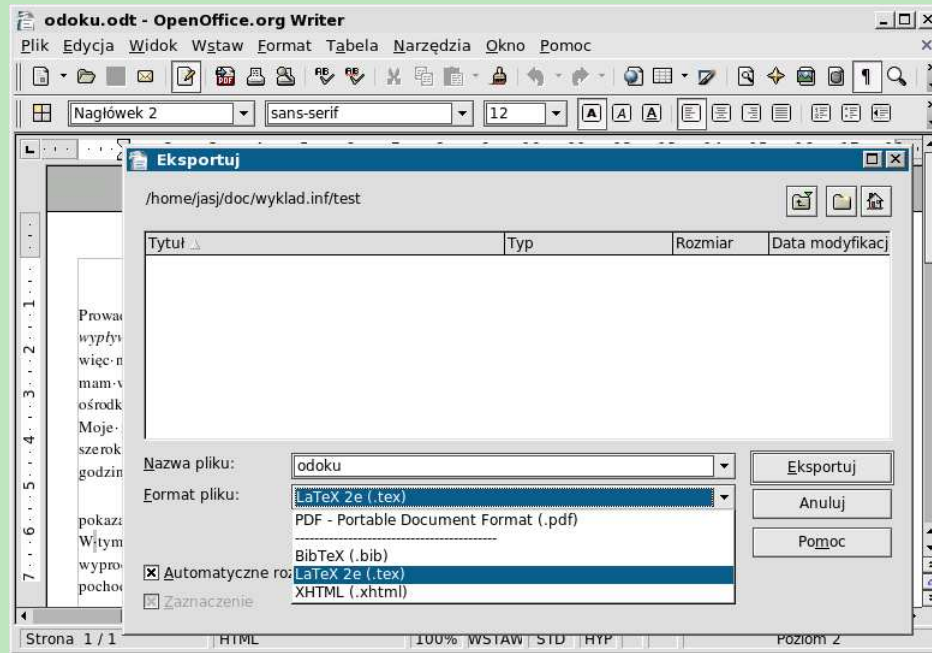 odoku.odt - OpenOffice.org Writer
Plik Edycja Widok Wstaw Format Tabela Narzędzia Okno Pomoc
Nagłówek 2 sans-serif 12
Eksportuj
/home/jasj/doc/wyklad.inf/test
Tytuł Typ Rozmiar Data modyfikacj
Prowa
wypływ
więc
mam
ośrodk
Moje
szerok
godzin
pokaza
W tym
wypro
pocho
Nazwa pliku: odoku Eksportuj
Format pliku: LaTeX 2e (.tex) Anuluj
PDF - Portable Document Format (.pdf)
Pomoc
BibTeX (.bib)
Automatyczne roz LaTeX 2e (.tex)
XHTML (.xhtml)
Zaznaczenie
Strona 1 / 1 HTML 100% WSTAW STD HYP Poziom 2